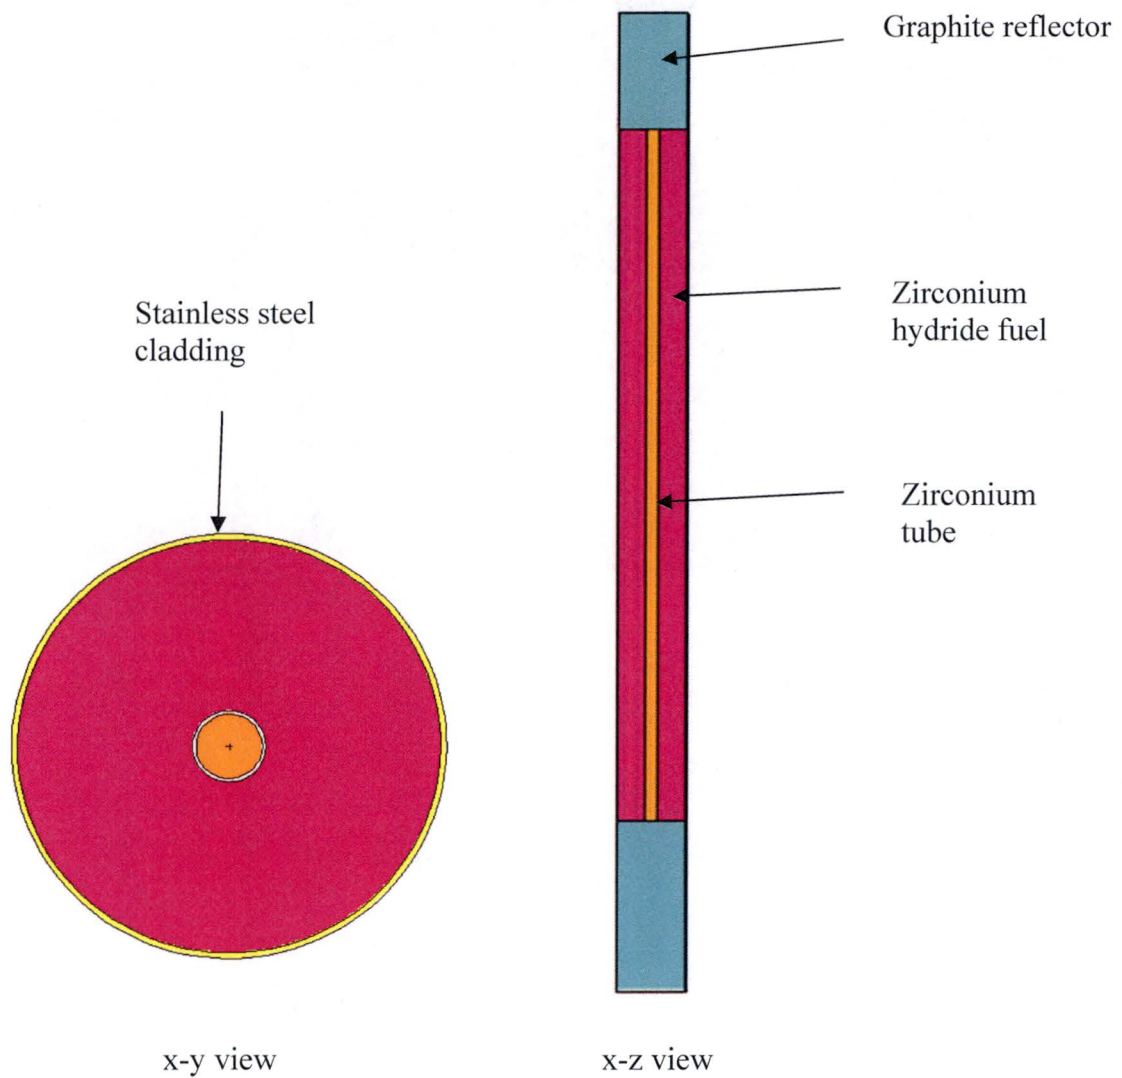 Graphite reflector
Zirconium
hydride fuel
Stainless steel
cladding
Zirconium
tube
x-y view
x-z view